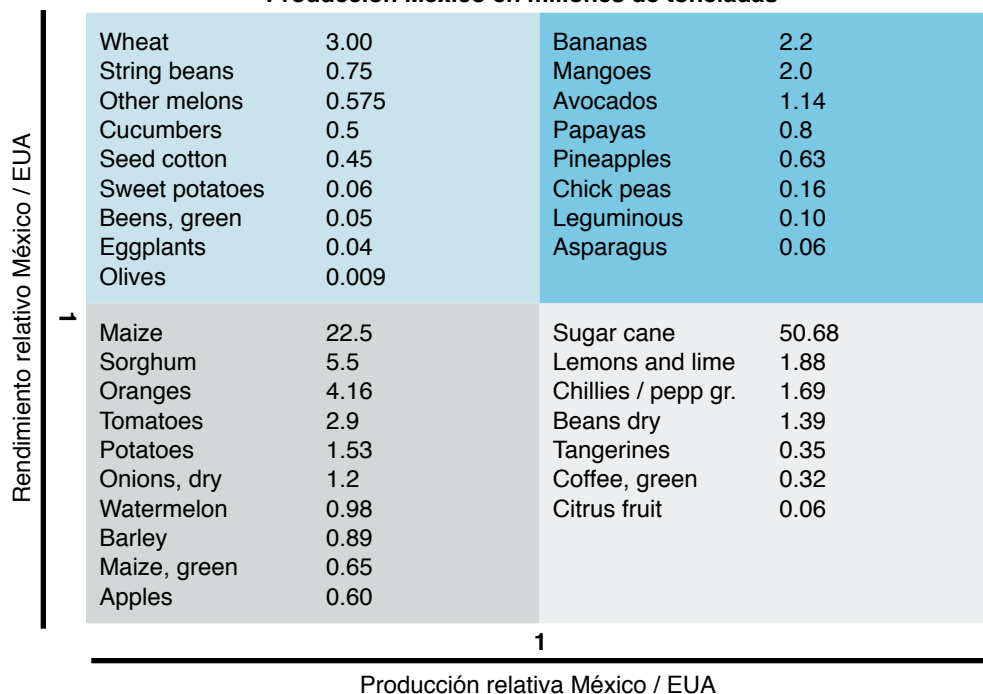 Producción México en millones de toneladas
Wheat 3.00
String beans 0.75
Other melons 0.575
Cucumbers 0.5
Seed cotton 0.45
Sweet potatoes 0.06
Beens, green 0.05
Eggplants 0.04
Olives 0.009
Bananas 2.2
Mangoes 2.0
Avocados 1.14
Papayas 0.8
Pineapples 0.63
Chick peas 0.16
Leguminous 0.10
Asparagus 0.06
Rendimiento relativo México / EUA
1
Maize 22.5
Sorghum 5.5
Oranges 4.16
Tomatoes 2.9
Potatoes 1.53
Onions, dry 1.2
Watermelon 0.98
Barley 0.89
Maize, green 0.65
Apples 0.60
Sugar cane 50.68
Lemons and lime 1.88
Chillies / pepp gr. 1.69
Beans dry 1.39
Tangerines 0.35
Coffee, green 0.32
Citrus fruit 0.06
1
Producción relativa México / EUA